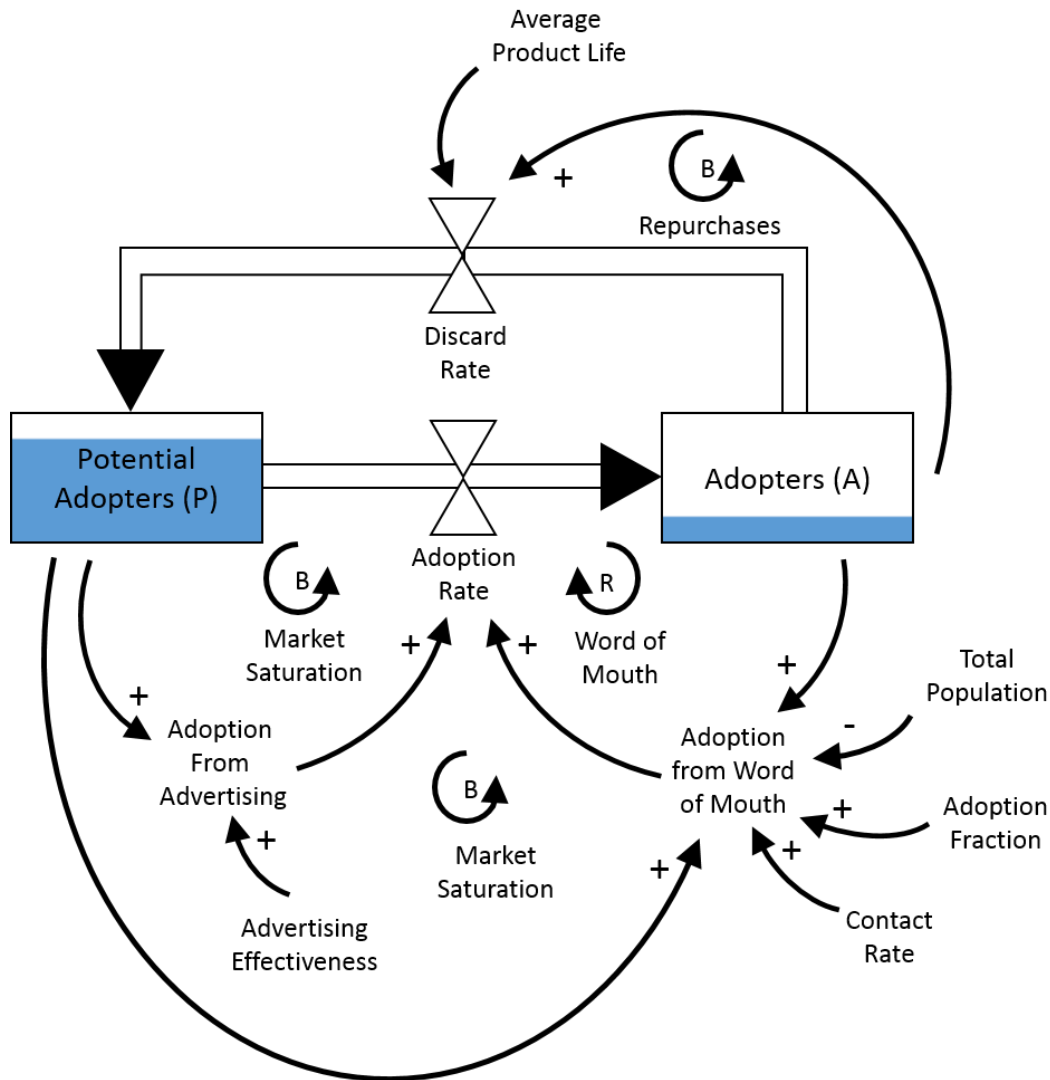 Average
Product Life
+
B
Repurchases
Discard
Rate
Potential
Adopters (P)
Adopters (A)
Adoption
Rate
B
Market
Saturation
R
Word of
Mouth
+
+
+
+
Total
Population
-
Adoption
From
Advertising
Adoption
from Word
of Mouth
B
Market
Saturation
+
Adoption
Fraction
+
+
+
Advertising
Effectiveness
Contact
Rate